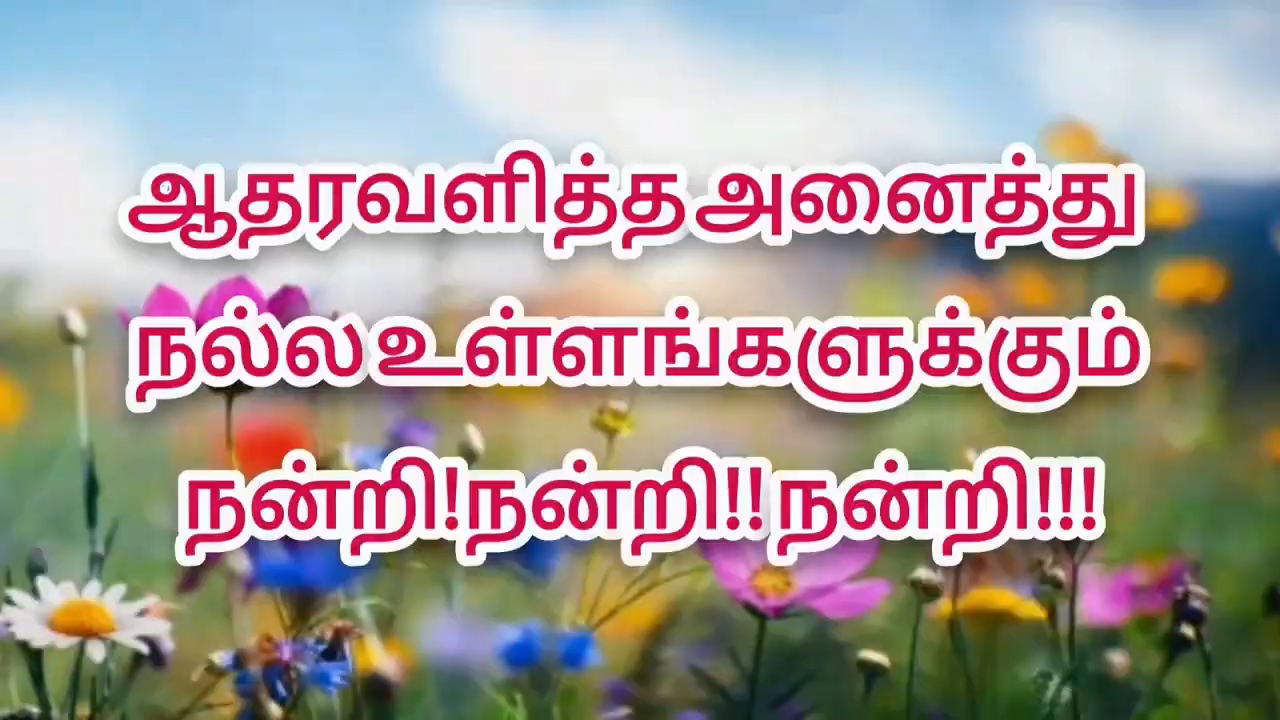 ஆதரவளித்த அனைத்து
நல்ல உள்ளங்களுக்கும்
நன்றி!நன்றி!! நன்றி!!!